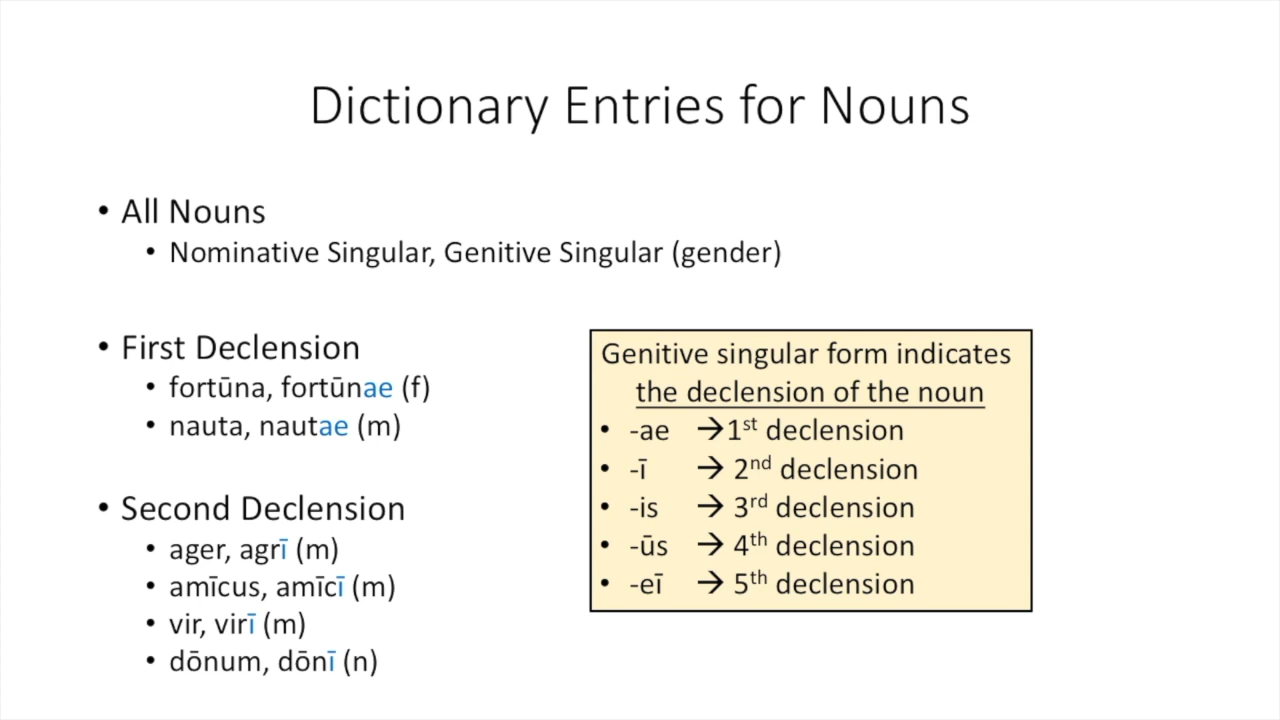 Dictionary Entries for Nouns
• All Nouns
• Nominative Singular, Genitive Singular (gender)
• First Declension
• fortūna, fortūnae (f)
• nauta, nautae (m)
• Second Declension
• ager, agrī (m)
• amīcus, amīcī (m)
• vir, virī (m)
• dōnum, dōnī (n)
Genitive singular form indicates
the declension of the noun
• -ae → 1st declension
• -ī → 2nd declension
• -is → 3rd declension
• -ūs → 4th declension
• -eī → 5th declension